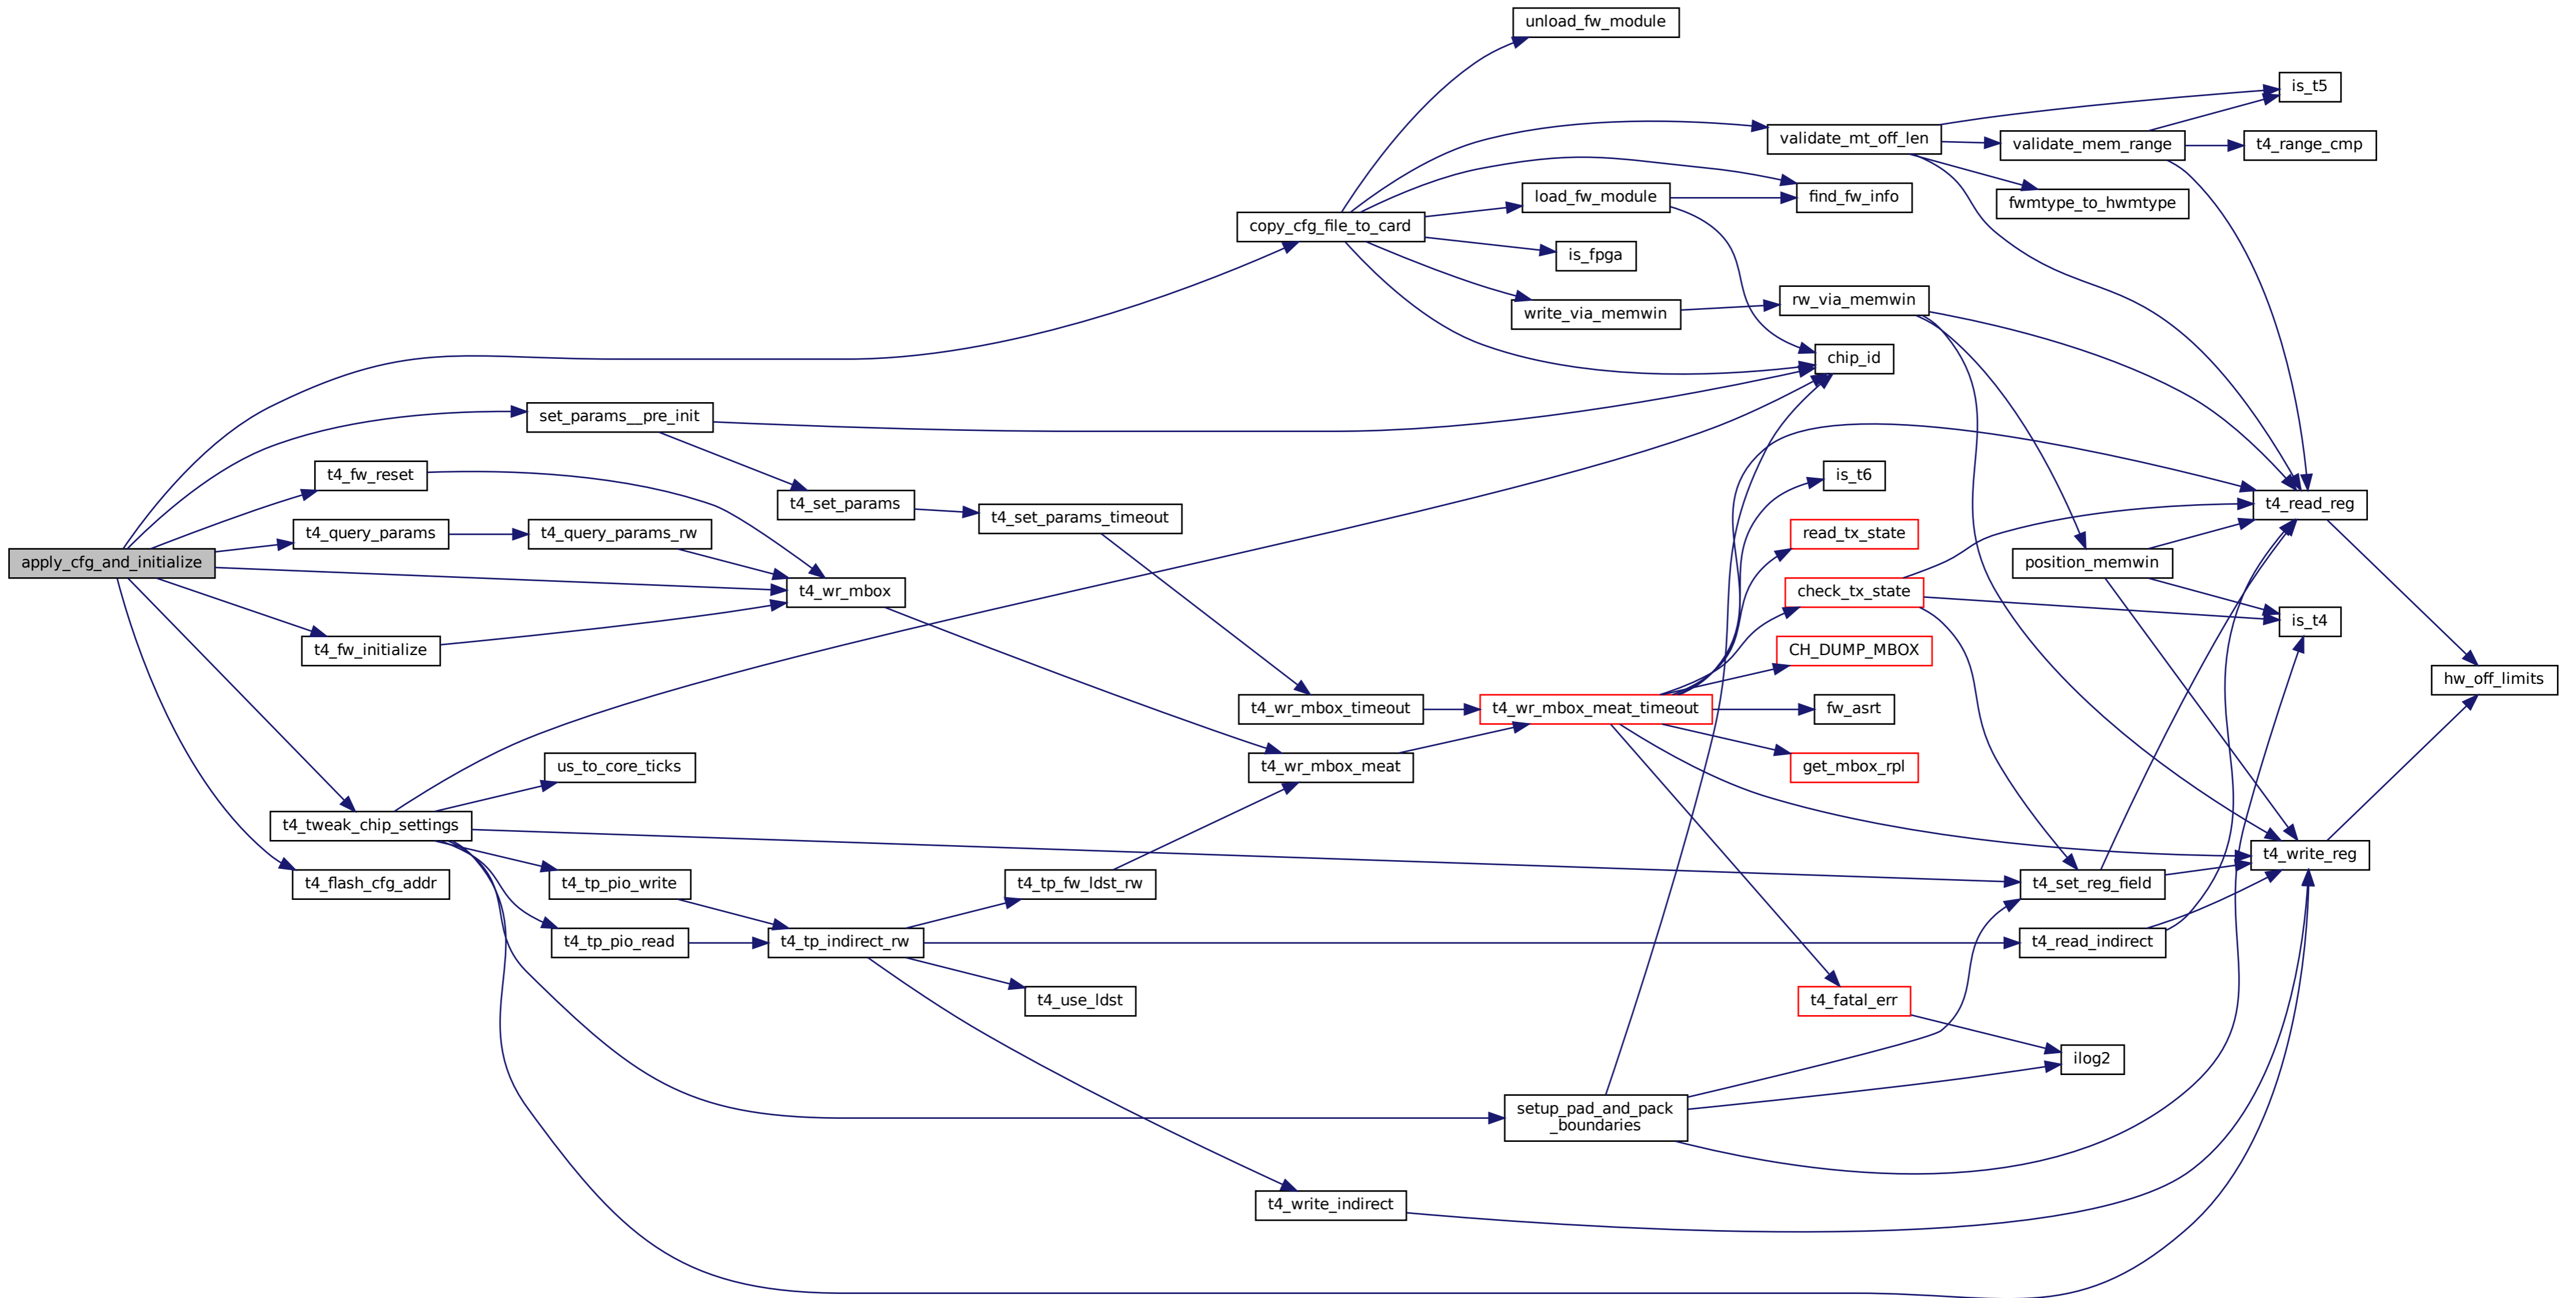 unload_fw_module
is_t5
validate_mt_off_len
validate_mem_range
t4_range_cmp
load_fw_module
find_fw_info
fwmtype_to_hwmtype
copy_cfg_file_to_card
is_fpga
rw_via_memwin
write_via_memwin
chip_id
set_params__pre_init
t4_fw_reset
is_t6
t4_set_params
t4_read_reg
t4_set_params_timeout
t4_query_params
t4_query_params_rw
read_tx_state
apply_cfg_and_initialize
position_memwin
t4_wr_mbox
check_tx_state
is_t4
t4_fw_initialize
CH_DUMP_MBOX
hw_off_limits
t4_wr_mbox_timeout
t4_wr_mbox_meat_timeout
fw_asrt
us_to_core_ticks
t4_wr_mbox_meat
get_mbox_rpl
t4_tweak_chip_settings
t4_write_reg
t4_flash_cfg_addr
t4_tp_pio_write
t4_tp_fw_ldst_rw
t4_set_reg_field
t4_tp_pio_read
t4_tp_indirect_rw
t4_read_indirect
t4_use_ldst
t4_fatal_err
ilog2
setup_pad_and_pack
_boundaries
t4_write_indirect